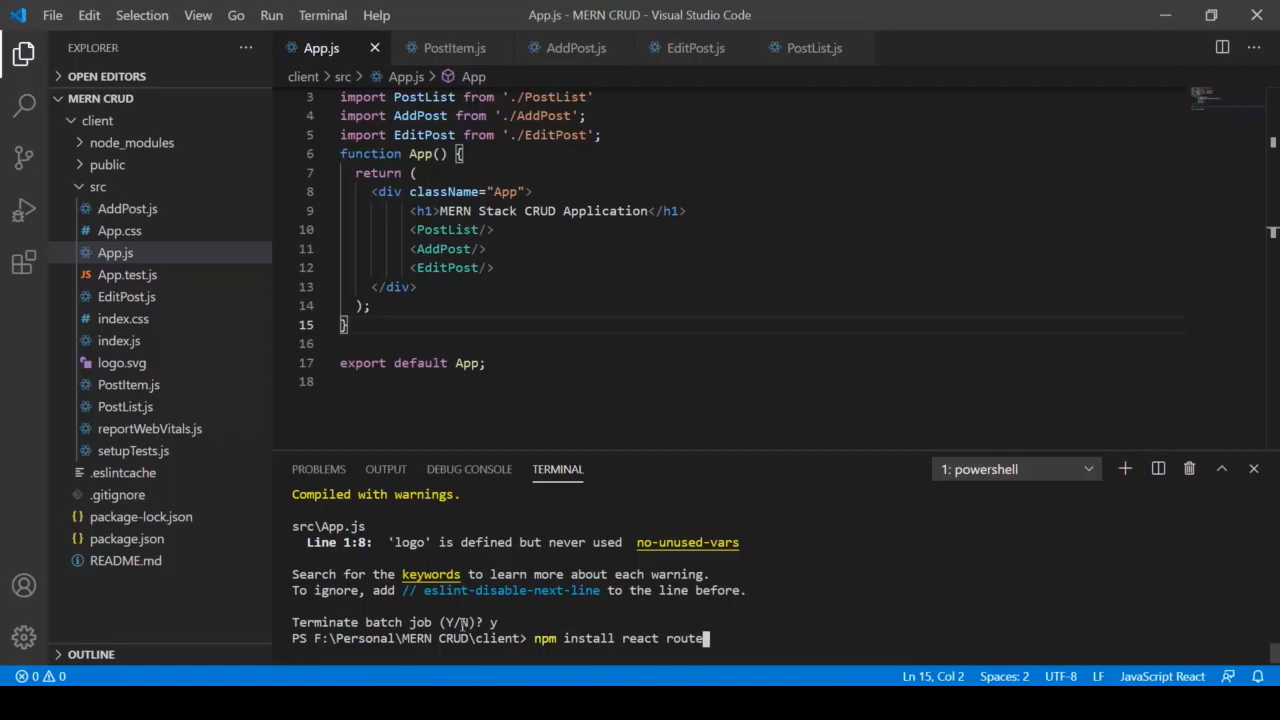 File Edit Selection View Go Run Terminal Help App.js - MERN CRUD - Visual Studio Code
EXPLORER
OPEN EDITORS
MERN CRUD
client
node_modules
public
src
AddPost.js
# App.css
App.js
JS App.test.js
EditPost.js
# index.css
index.js
logo.svg
PostItem.js
PostList.js
reportWebVitals.js
setupTests.js
.eslintcache
.gitignore
{} package-lock.json
{} package.json
README.md
OUTLINE
App.js PostItem.js AddPost.js EditPost.js PostList.js
client > src > App.js > App
3 import PostList from './PostList'
4 import AddPost from './AddPost';
5 import EditPost from './EditPost';
6 function App() {
7 return (
8 <div className="App">
9 <h1>MERN Stack CRUD Application</h1>
10 <PostList/>
11 <AddPost/>
12 <EditPost/>
13 </div>
14 );
15 }
16
17 export default App;
18
PROBLEMS OUTPUT DEBUG CONSOLE TERMINAL 1: powershell
Compiled with warnings.
src\App.js
Line 1:8: 'logo' is defined but never used no-unused-vars
Search for the keywords to learn more about each warning.
To ignore, add // eslint-disable-next-line to the line before.
Terminate batch job (Y/N)? y
PS F:\Personal\MERN CRUD\client> npm install react route
0 0 Ln 15, Col 2 Spaces: 2 UTF-8 LF JavaScript React